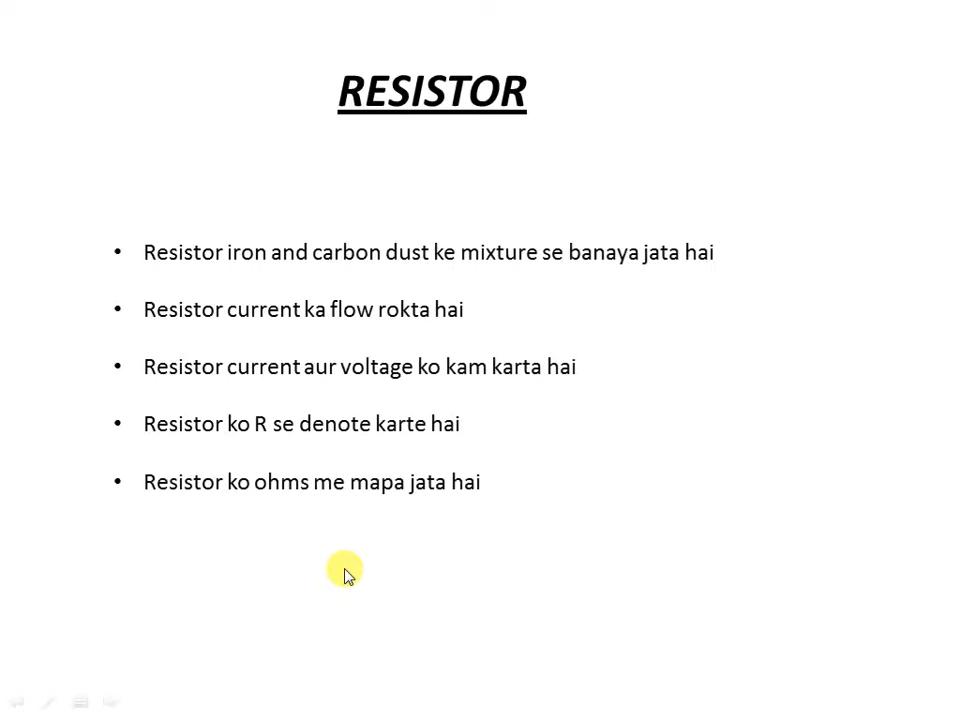 RESISTOR
• Resistor iron and carbon dust ke mixture se banaya jata hai
• Resistor current ka flow rokta hai
• Resistor current aur voltage ko kam karta hai
• Resistor ko R se denote karte hai
• Resistor ko ohms me mapa jata hai